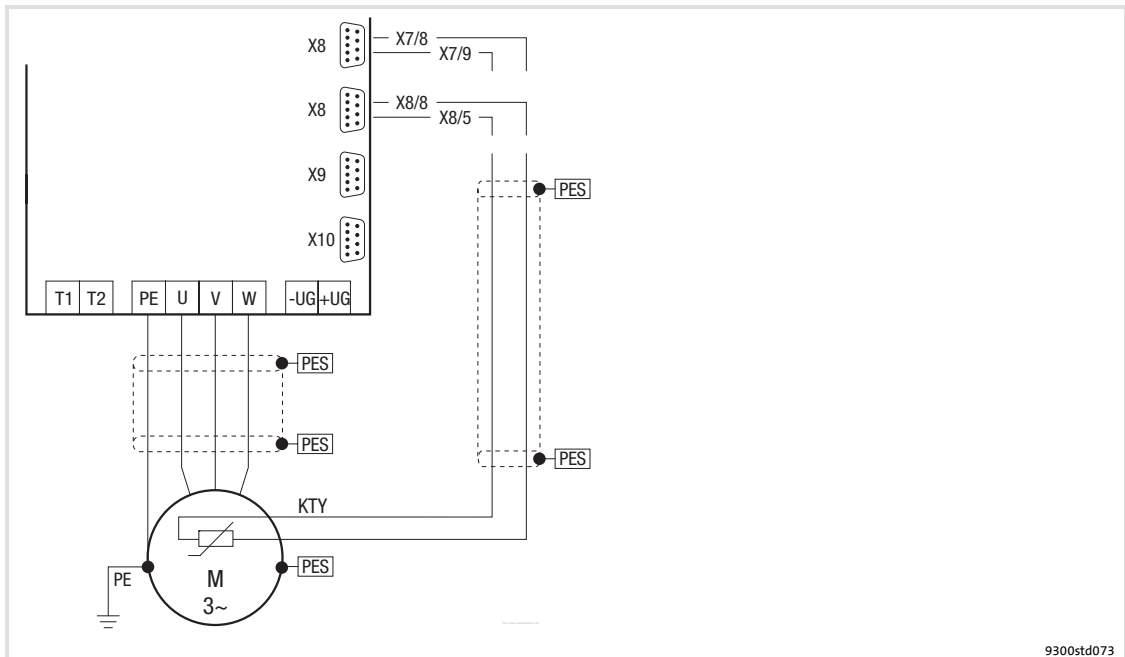 X8
X7/8
X7/9
X8
X8/8
X8/5
X9
PES
X10
T1 T2 PE U V W -UG +UG
PES
PES
PES
KTY
PE
M
3~
PES
9300std073